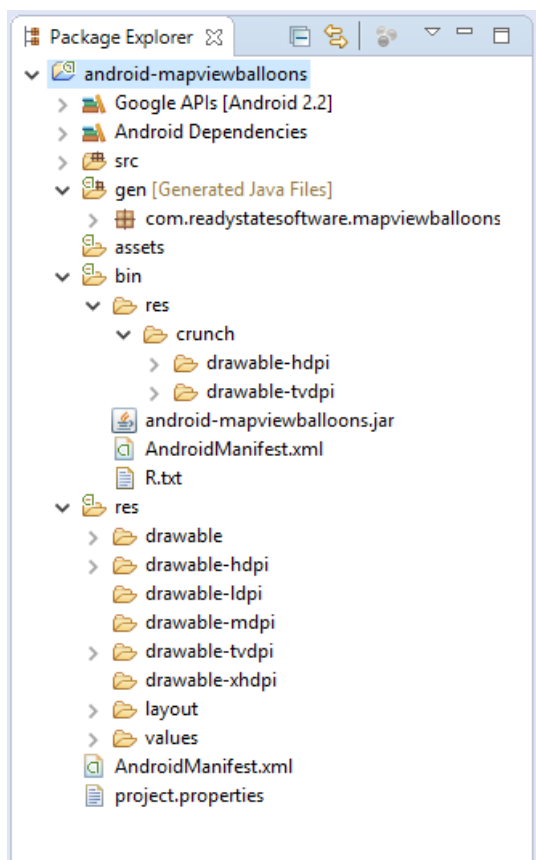 Package Explorer
android-mapviewballoons
Google APIs [Android 2.2]
Android Dependencies
src
gen [Generated Java Files]
com.readystatesoftware.mapviewballoons
assets
bin
res
crunch
drawable-hdpi
drawable-tvdpi
android-mapviewballoons.jar
AndroidManifest.xml
R.txt
res
drawable
drawable-hdpi
drawable-ldpi
drawable-mdpi
drawable-tvdpi
drawable-xhdpi
layout
values
AndroidManifest.xml
project.properties